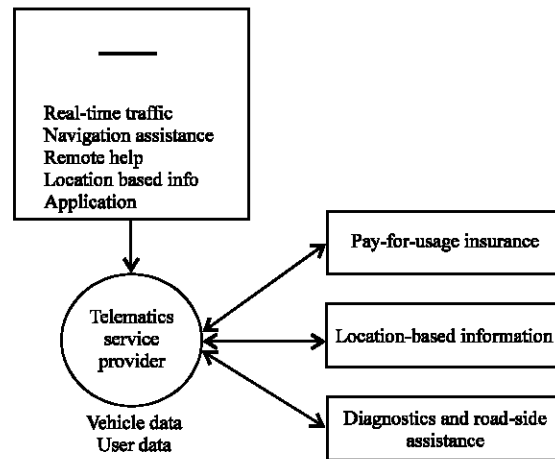 Real-time traffic
Navigation assistance
Remote help
Location based info
Application
Telematics
service
provider
Vehicle data
User data
Pay-for-usage insurance
Location-based information
Diagnostics and road-side
assistance